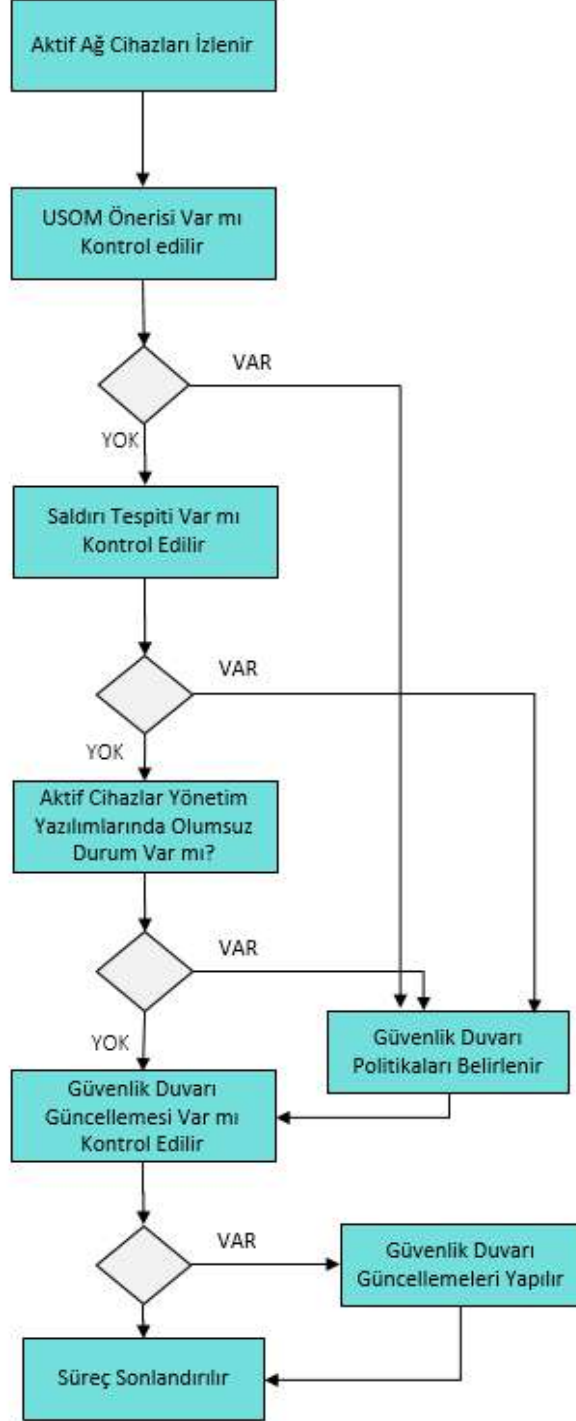 Aktif Ağ Cihazları İzlenir
USOM Önerisi Var mı
Kontrol edilir
VAR
YOK
Saldırı Tespiti Var mı
Kontrol Edilir
VAR
YOK
Aktif Cihazlar Yönetim
Yazılımlarında Olumsuz
Durum Var mı?
VAR
YOK
Güvenlik Duvarı
Politikaları Belirlenir
Güvenlik Duvarı
Güncellemesi Var mı
Kontrol Edilir
VAR
Güvenlik Duvarı
Güncellemeleri Yapılır
Süreç Sonlandırılır